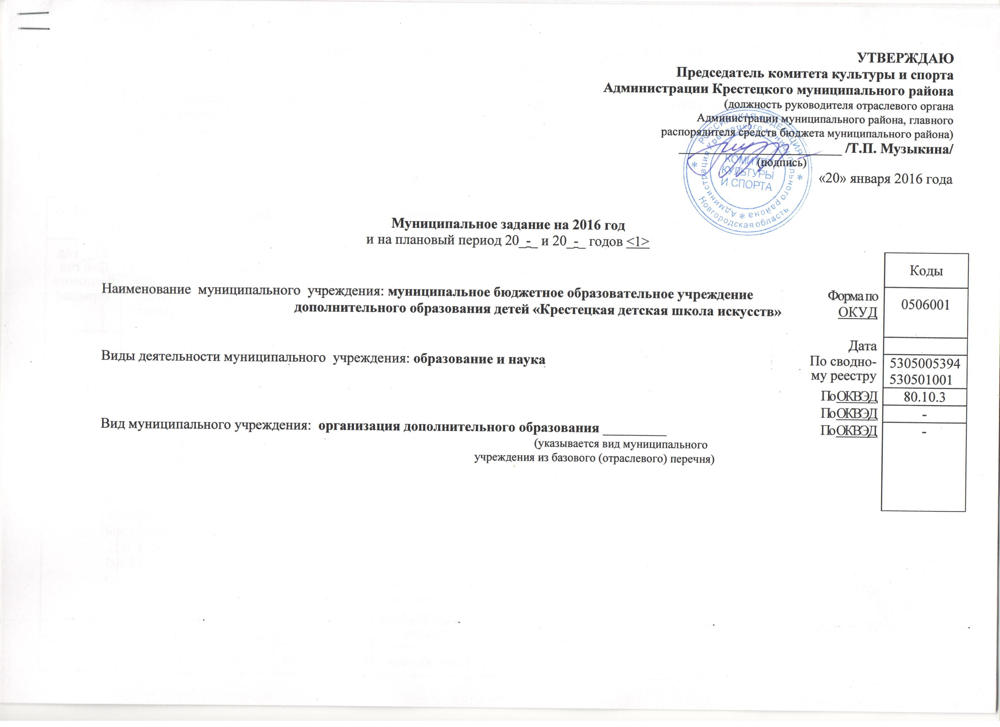 УТВЕРЖДАЮ
Председатель комитета культуры и спорта
Администрации Крестецкого муниципального района
(должность руководителя отраслевого органа
Администрации муниципального района, главного
распорядителя средств бюджета муниципального района)
/Т.П. Музыкина/
(подпись)
«20» января 2016 года
РОССИЙСКАЯ ФЕДЕРАЦИЯ
Новгородская область
Администрация Крестецкого муниципального района
КОМИТЕТ
КУЛЬТУРЫ
И СПОРТА
Муниципальное задание на 2016 год
и на плановый период 20_-_ и 20_-_ годов <1>
Коды
Наименование муниципального учреждения: муниципальное бюджетное образовательное учреждение
дополнительного образования детей «Крестецкая детская школа искусств»
Форма по
ОКУД
0506001
Дата
Виды деятельности муниципального учреждения: образование и наука
По сводно-
му реестру
5305005394
530501001
По ОКВЭД 80.10.3
По ОКВЭД -
Вид муниципального учреждения: организация дополнительного образования
По ОКВЭД -
(указывается вид муниципального
учреждения из базового (отраслевого) перечня)